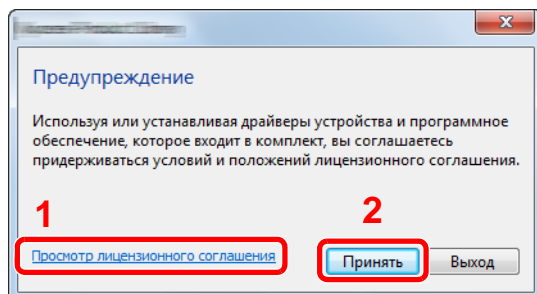 Предупреждение
Используя или устанавливая драйверы устройства и программное
обеспечение, которое входит в комплект, вы соглашаетесь
придерживаться условий и положений лицензионного соглашения.
1
2
Просмотр лицензионного соглашения
Принять
Выход